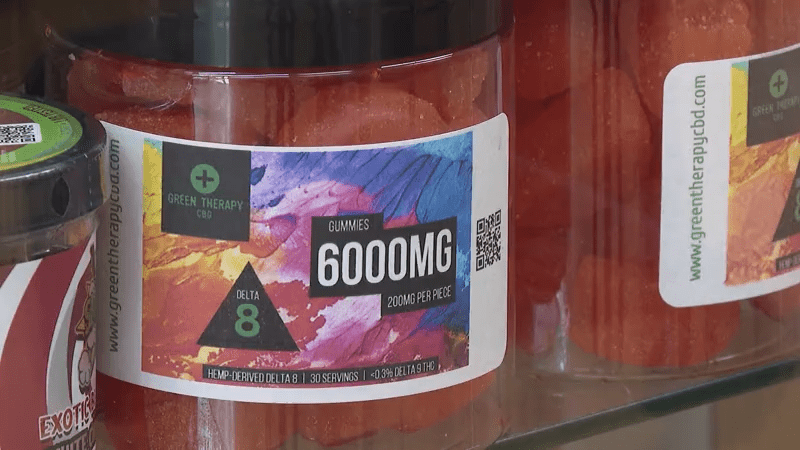 www.greentherapycbd.com
GREEN THERAPY
CBD
GUMMIES
6000MG
200MG PER PIECE
DELTA
8
HEMP-DERIVED DELTA 8 | 30 SERVINGS | <0.3% DELTA 9 THC
EXOTIC
www.greentherapycbd.com
GREEN THERAPY
CBD
8